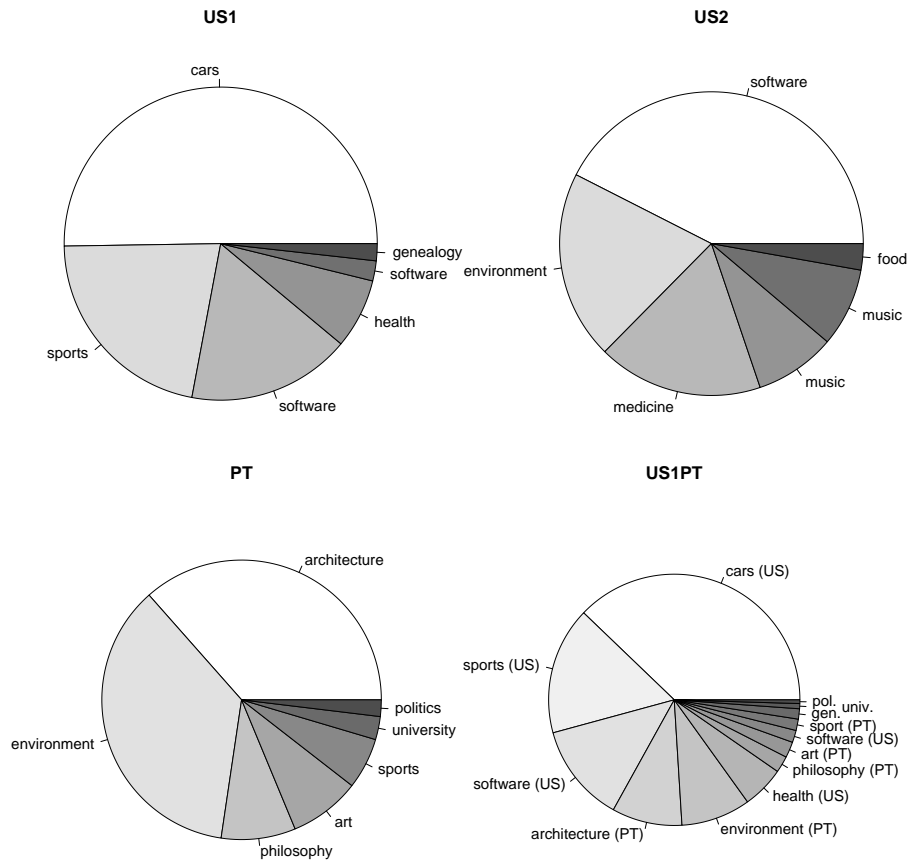 US1
cars
genealogy
software
health
software
sports
US2
software
food
music
music
medicine
environment
PT
architecture
politics
university
sports
art
philosophy
environment
US1PT
cars (US)
pol.
univ.
gen.
sport (PT)
software (US)
art (PT)
philosophy (PT)
health (US)
environment (PT)
architecture (PT)
software (US)
sports (US)